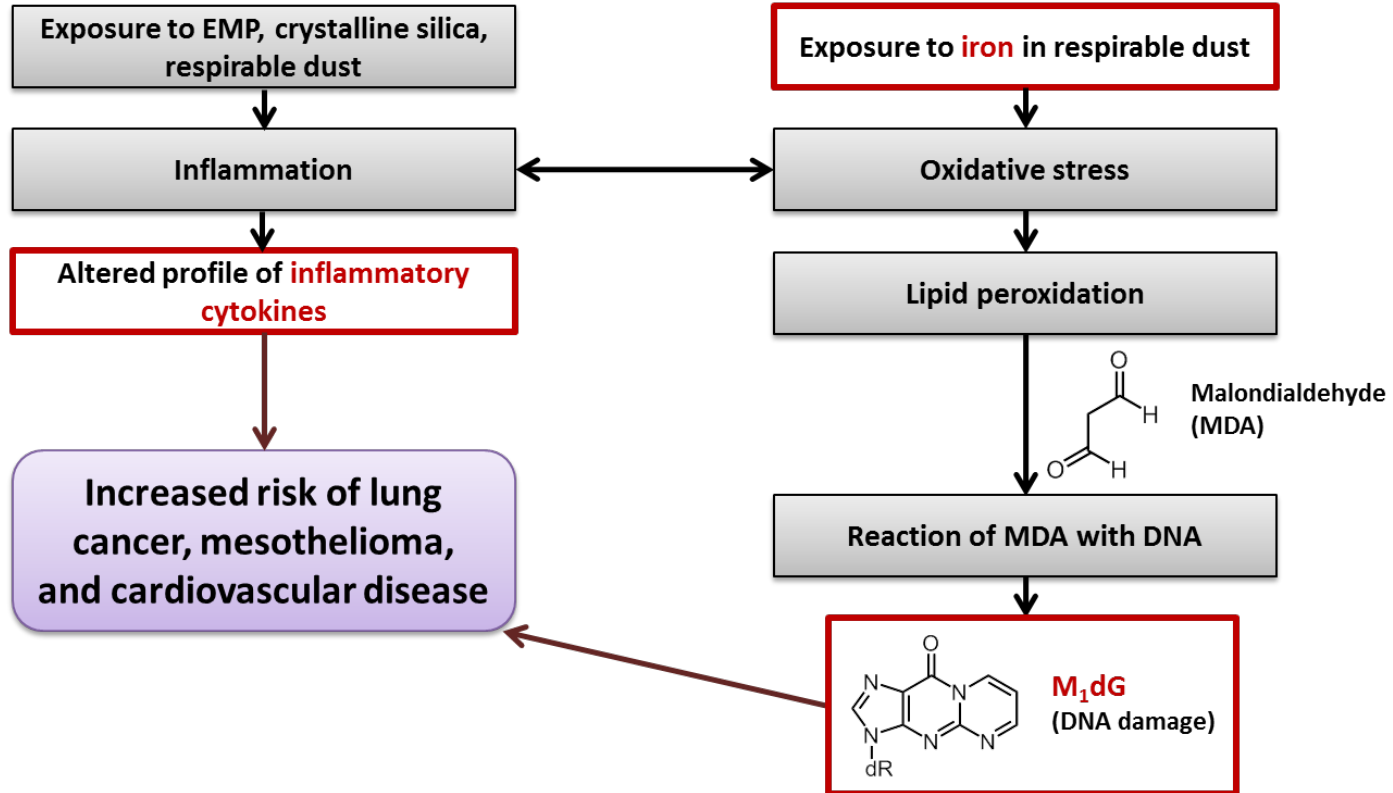 Exposure to EMP, crystalline silica,
respirable dust
Inflammation
Altered profile of inflammatory
cytokines
Increased risk of lung
cancer, mesothelioma,
and cardiovascular disease
Exposure to iron in respirable dust
Oxidative stress
Lipid peroxidation
O
H
O
H
Malondialdehyde
(MDA)
Reaction of MDA with DNA
O
N
N
N
N
N
dR
M₁dG
(DNA damage)